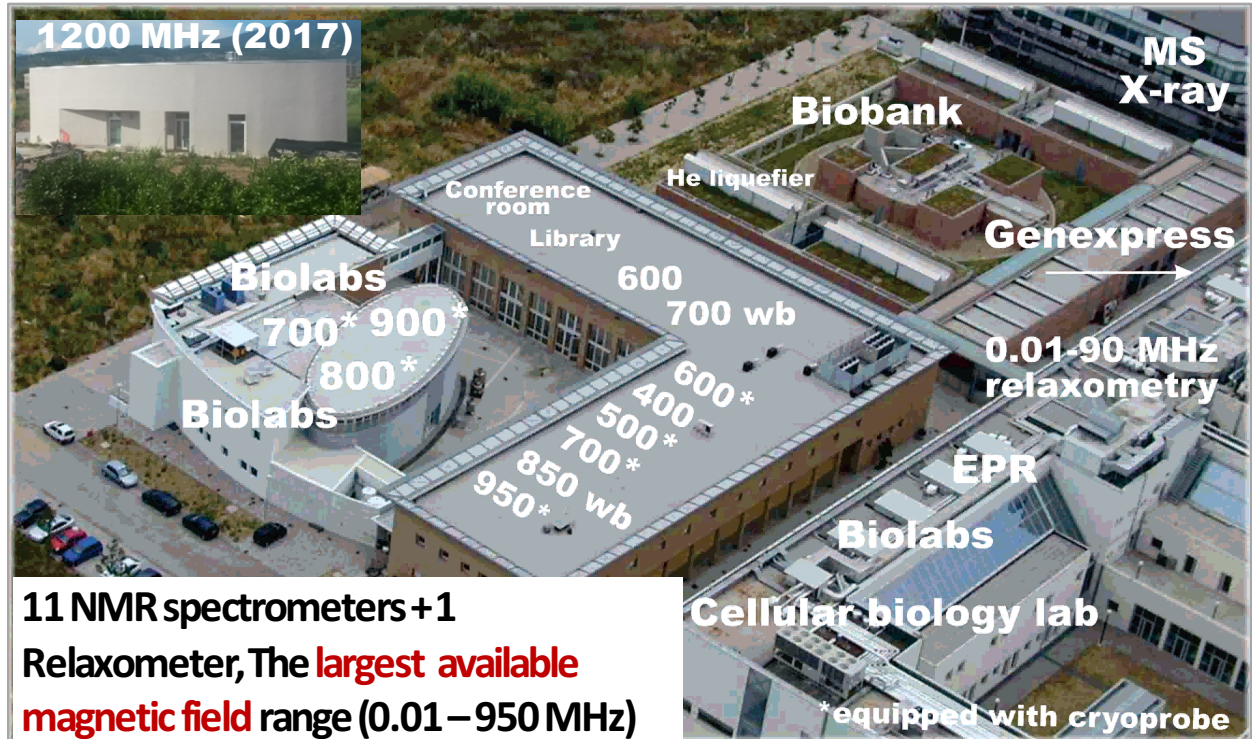 1200 MHz (2017)
MS
X-ray
Biobank
He liquefier
Conference
room
Library
Genexpress
600
700 wb
Biolabs
700* 900*
800*
Biolabs
0.01-90 MHz
relaxometry
600*
400
500*
700*
850 wb
950*
EPR
Biolabs
Cellular biology lab
11 NMR spectrometers + 1
Relaxometer, The largest available
magnetic field range (0.01 – 950 MHz)
*equipped with cryoprobe